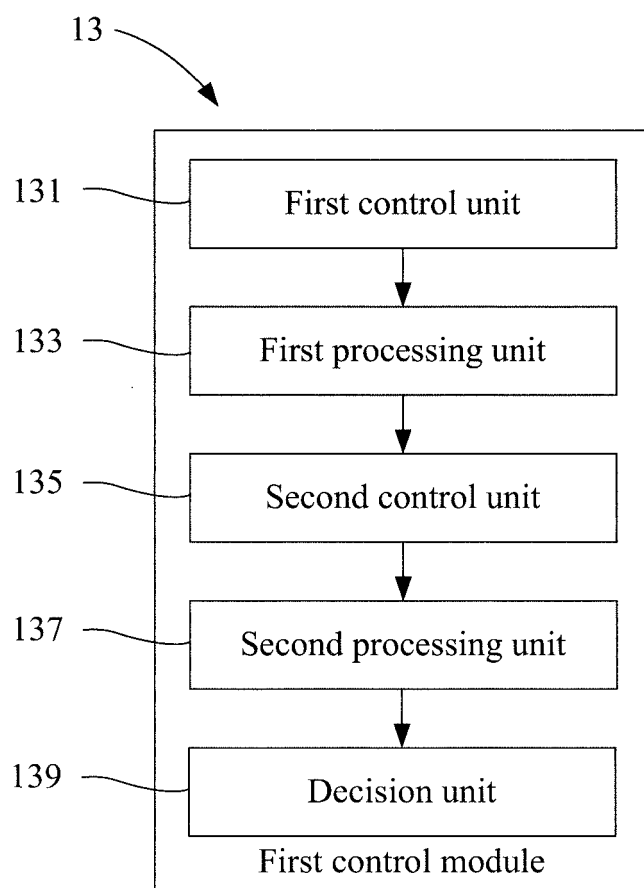 13
131
First control unit
133
First processing unit
135
Second control unit
137
Second processing unit
139
Decision unit
First control module